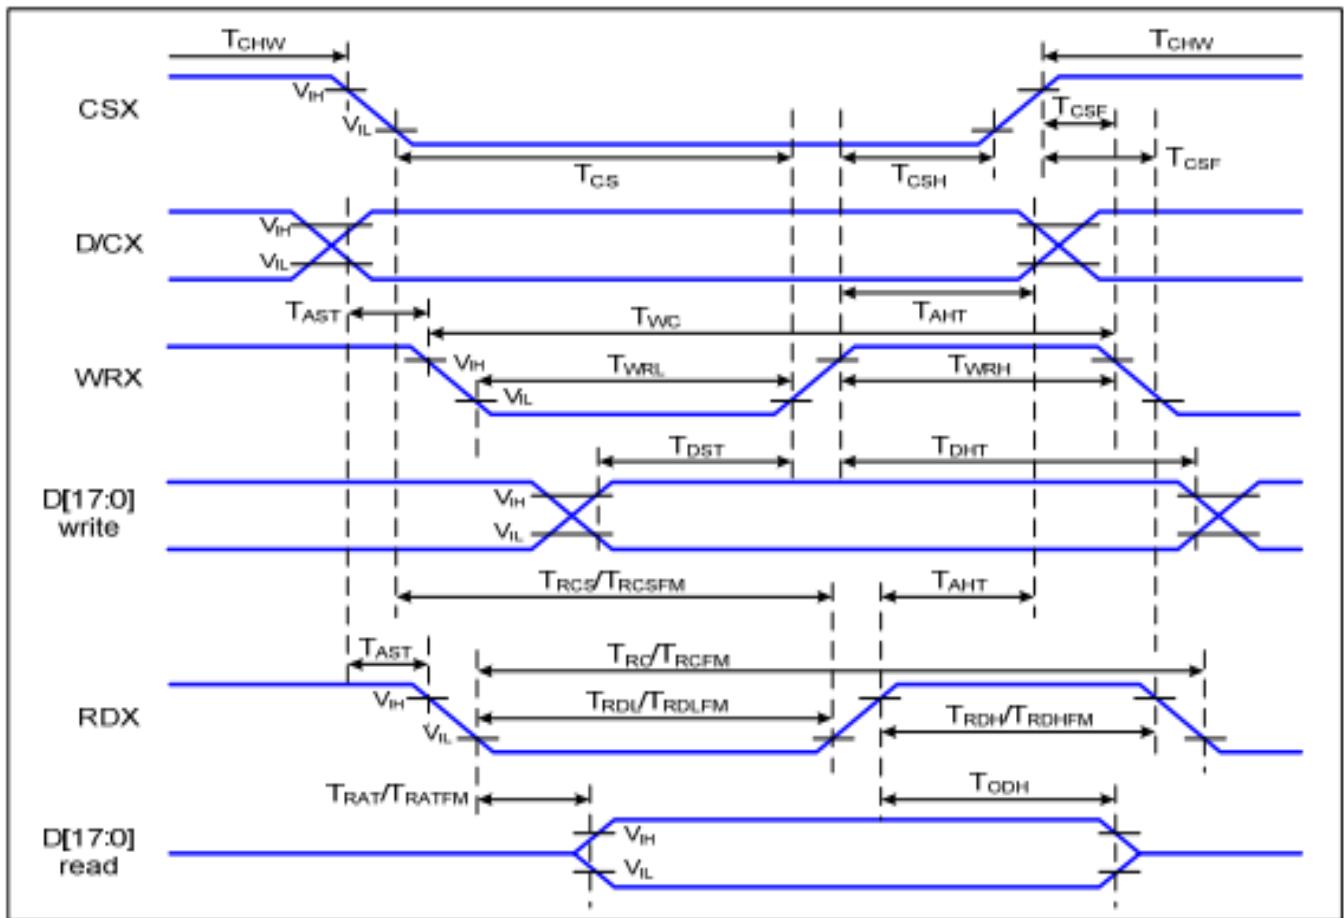 TCHW TCHW
CSX VIH
VIL
TCSF
TCS TCSH TCSF
D/CX VIH
VIL
TAST TWC TAHT
WRX VIH TWRL TWRH
VIL
TDST TDHT
D[17:0]
write
VIH
VIL
TRCS/TRCSFM TAHT
TAST TRC/TRCFM
RDX VIH TRDL/TRDLFM TRDH/TRDHFM
VIL
TRAT/TRATFM TODH
D[17:0]
read
VIH
VIL